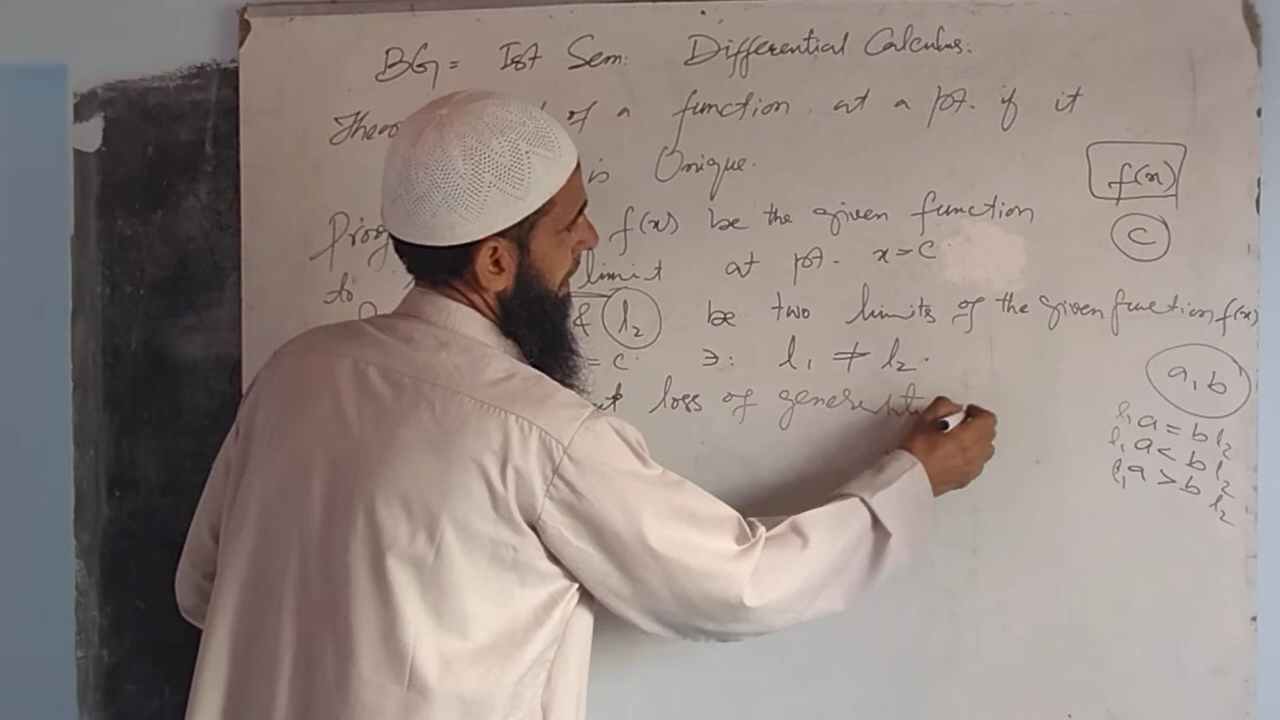 BG = Ist Sem: Differential Calculus:
of a function at a pt. if it
is Unique.
f(x) be the given function
to limit at pt. x=c
& l₂ be two limits of the given function f(x)
= c ∋: l₁ ≠ l₂.
loss of generalit
f(x)
c
a, b
l₁ a = b l₂
l₁ a < b l₂
l₁ a > b l₂